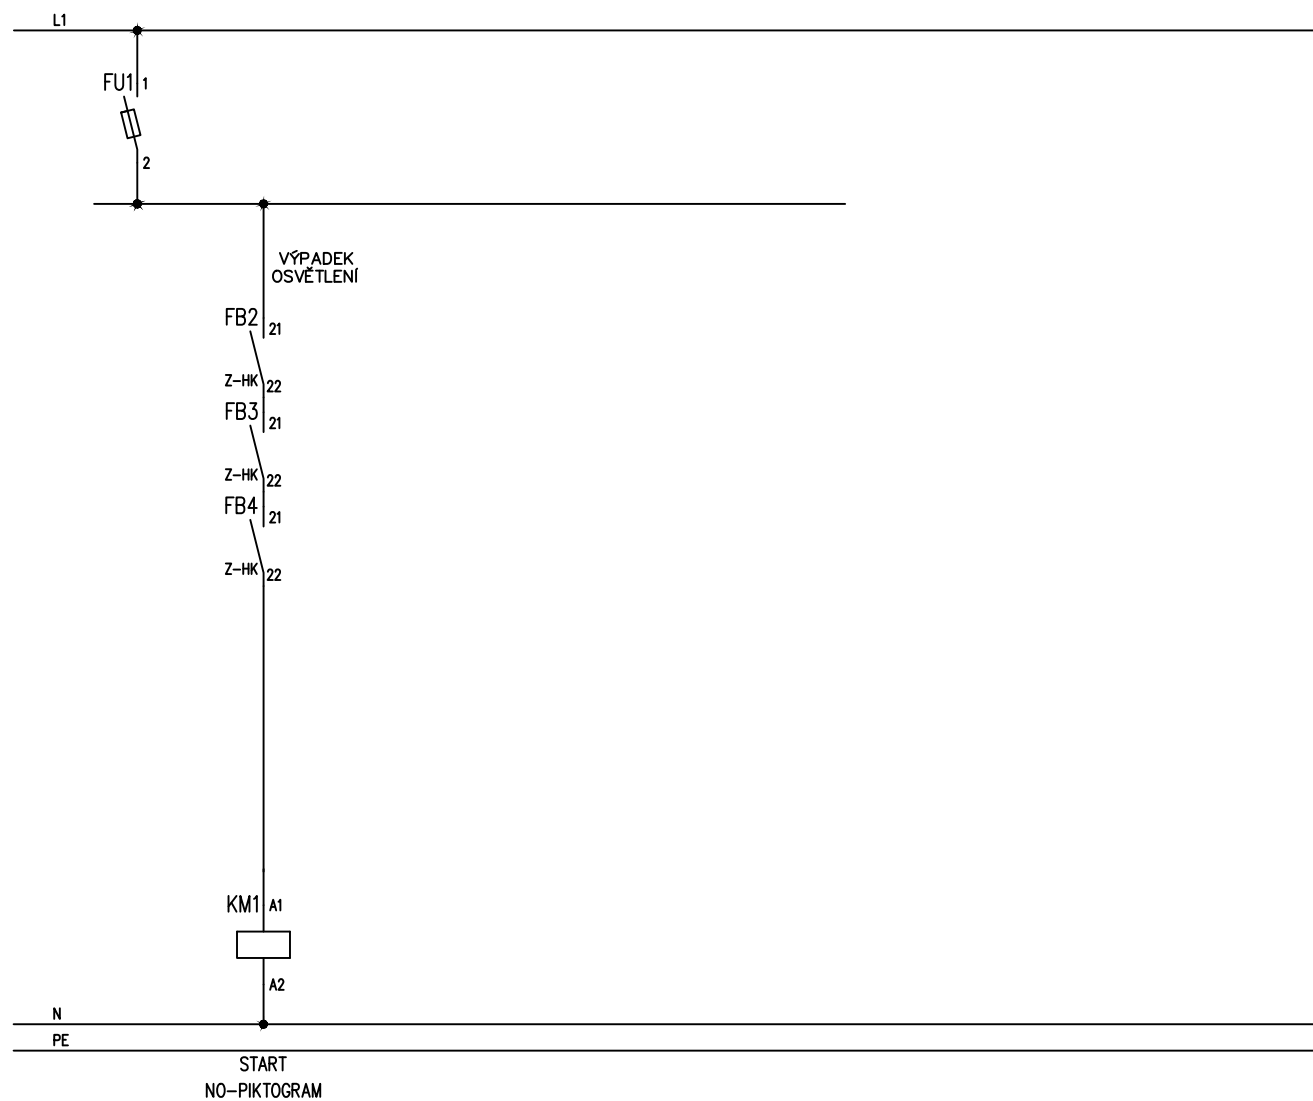 L1
FU1 1
2
VÝPADEK
OSVĚTLENÍ
FB2 21
Z-HK 22
FB3 21
Z-HK 22
FB4 21
Z-HK 22
KM1 A1
A2
N
PE
START
NO-PIKTOGRAM